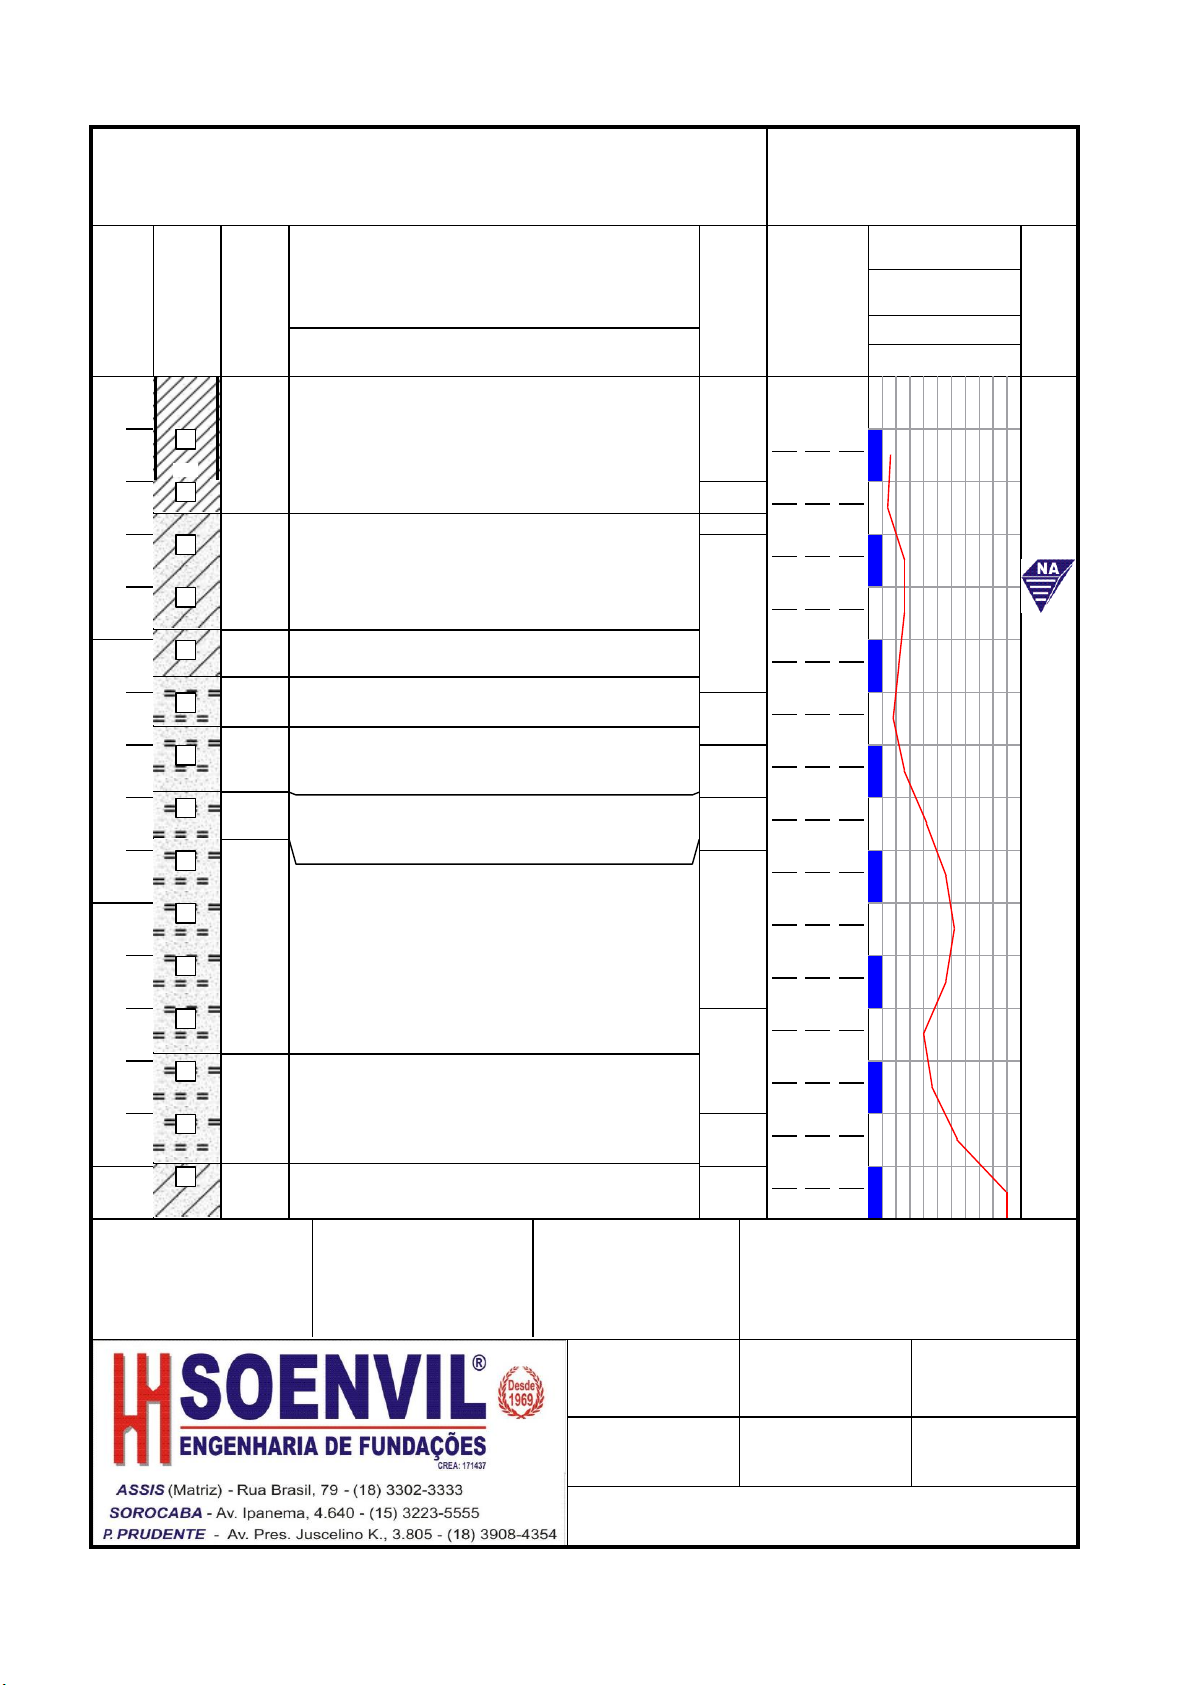 NA
SOENVIL®
Desde
1969
ENGENHARIA DE FUNDAÇÕES
CREA: 171437
ASSIS (Matriz) - Rua Brasil, 79 - (18) 3302-3333
SOROCABA - Av. Ipanema, 4.640 - (15) 3223-5555
P. PRUDENTE - Av. Pres. Juscelino K., 3.805 - (18) 3908-4354